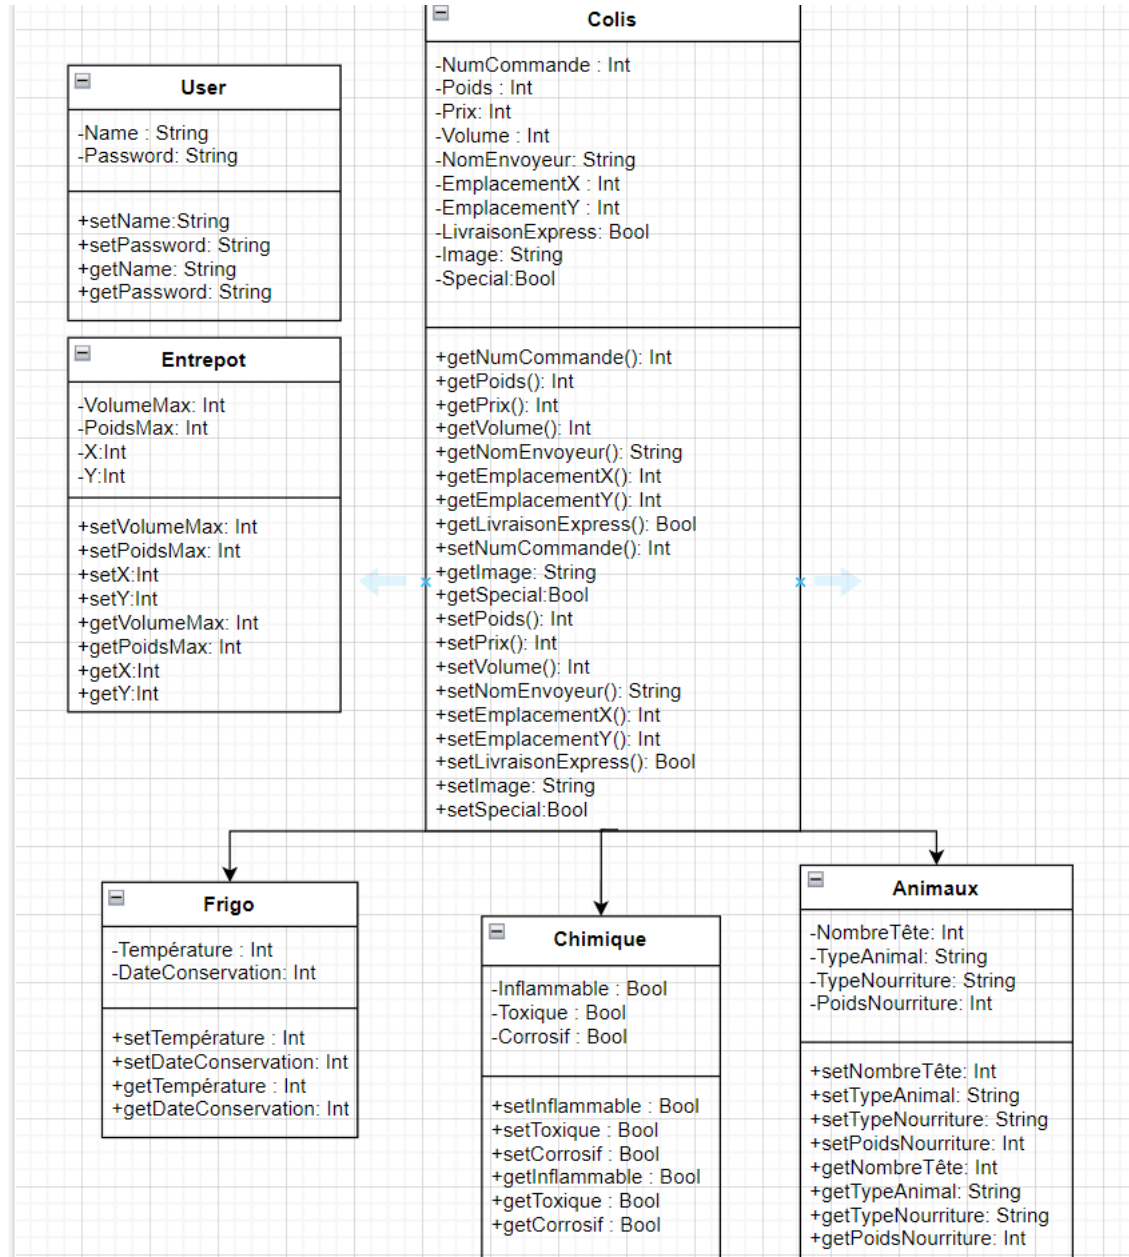 User
-Name : String
-Password: String
+setName:String
+setPassword: String
+getName: String
+getPassword: String
Entrepot
-VolumeMax: Int
-PoidsMax: Int
-X:Int
-Y:Int
+setVolumeMax: Int
+setPoidsMax: Int
+setX:Int
+setY:Int
+getVolumeMax: Int
+getPoidsMax: Int
+getX:Int
+getY:Int
Colis
-NumCommande : Int
-Poids : Int
-Prix: Int
-Volume : Int
-NomEnvoyeur: String
-EmplacementX : Int
-EmplacementY : Int
-LivraisonExpress: Bool
-Image: String
-Special:Bool
+getNumCommande(): Int
+getPoids(): Int
+getPrix(): Int
+getVolume(): Int
+getNomEnvoyeur(): String
+getEmplacementX(): Int
+getEmplacementY(): Int
+getLivraisonExpress(): Bool
+setNumCommande(): Int
+getImage: String
+getSpecial:Bool
+setPoids(): Int
+setPrix(): Int
+setVolume(): Int
+setNomEnvoyeur(): String
+setEmplacementX(): Int
+setEmplacementY(): Int
+setLivraisonExpress(): Bool
+setImage: String
+setSpecial:Bool
Frigo
-Température : Int
-DateConservation: Int
+setTempérature : Int
+setDateConservation: Int
+getTempérature : Int
+getDateConservation: Int
Chimique
-Inflammable : Bool
-Toxique : Bool
-Corrosif : Bool
+setInflammable : Bool
+setToxique : Bool
+setCorrosif : Bool
+getInflammable : Bool
+getToxique : Bool
+getCorrosif : Bool
Animaux
-NombreTête: Int
-TypeAnimal: String
-TypeNourriture: String
-PoidsNourriture: Int
+setNombreTête: Int
+setTypeAnimal: String
+setTypeNourriture: String
+setPoidsNourriture: Int
+getNombreTête: Int
+getTypeAnimal: String
+getTypeNourriture: String
+getPoidsNourriture: Int